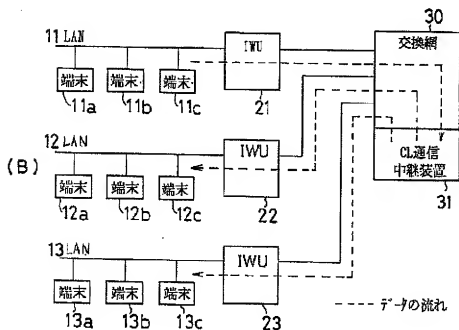 30
11 LAN
IWU
交換網
端末
端末
端末
11a
11b
11c
21
12 LAN
(B)
IWU
CL通信
中継装置
31
端末
端末
端末
12a
12b
12c
22
13 LAN
IWU
端末
端末
端末
13a
13b
13c
23
データの流れ